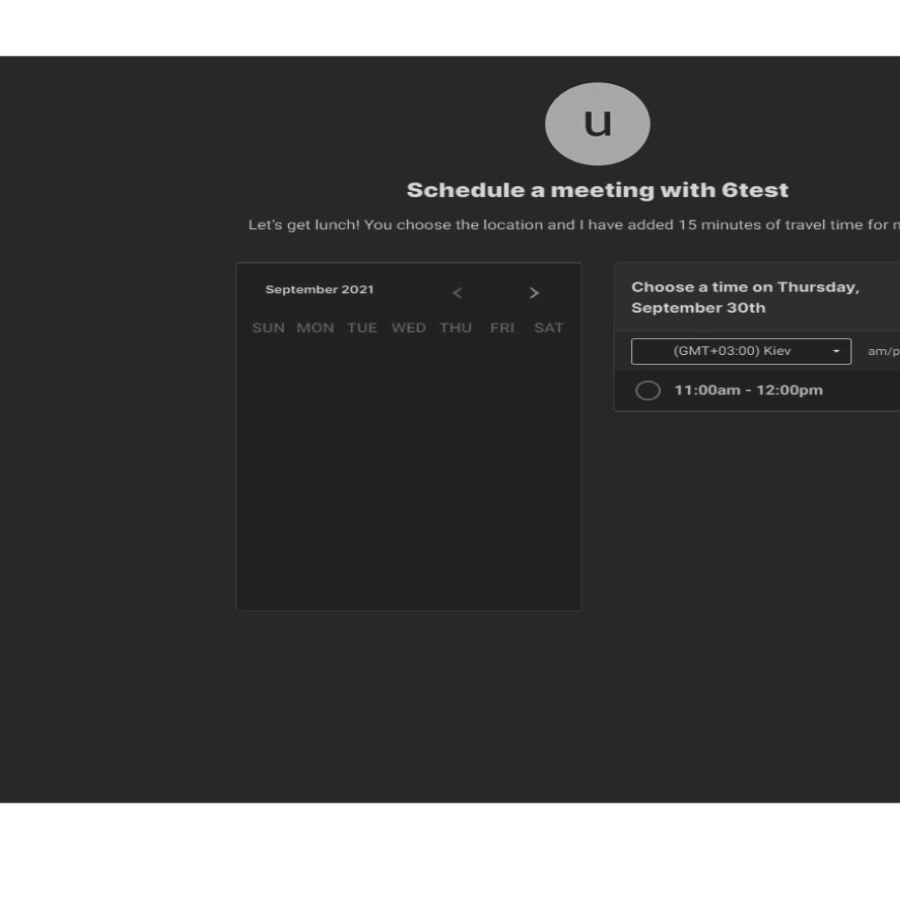 u
Schedule a meeting with 6test
Let's get lunch! You choose the location and I have added 15 minutes of travel time for
September 2021
SUN MON TUE WED THU FRI SAT
Choose a time on Thursday,
September 30th
(GMT+03:00) Kiev
am/p
11:00am - 12:00pm